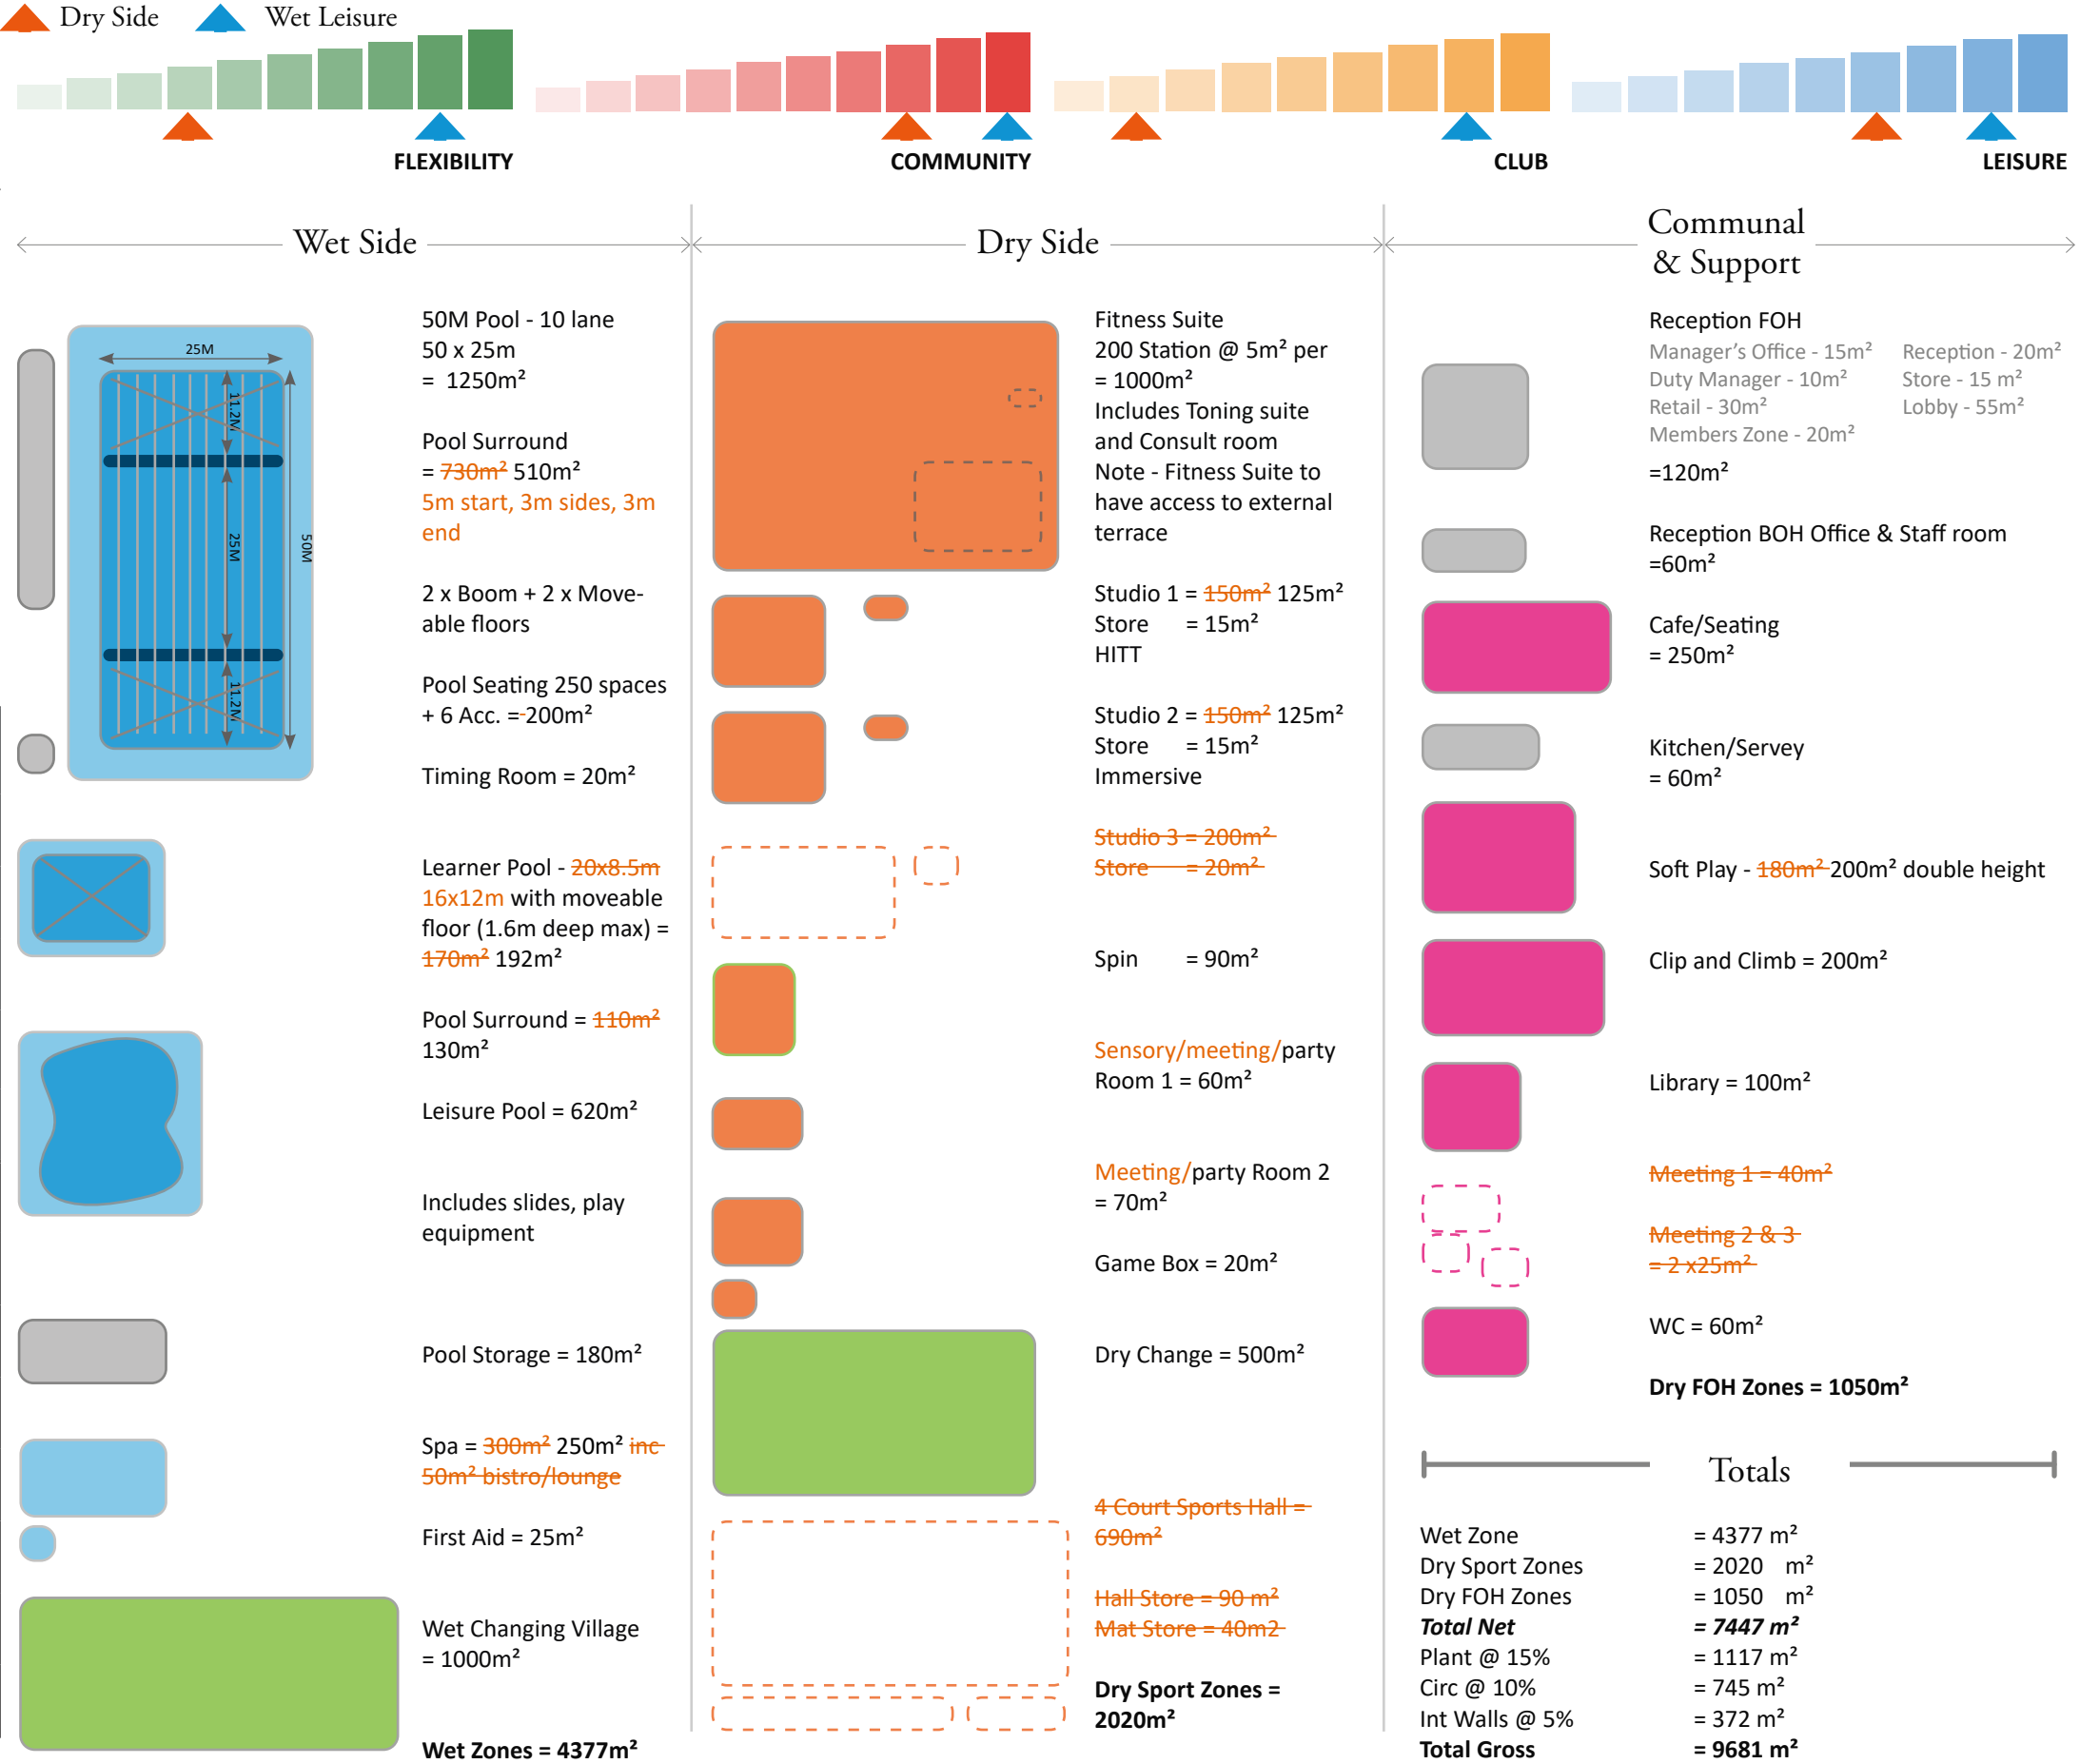 Dry Side
Wet Leisure
FLEXIBILITY
COMMUNITY
CLUB
LEISURE
Wet Side
25M
11.2M
25M
50M
11.2M
50M Pool - 10 lane
50 x 25m
= 1250m²
Pool Surround
= 730m² 510m²
5m start, 3m sides, 3m
end
2 x Boom + 2 x Move-
able floors
Pool Seating 250 spaces
+ 6 Acc. =-200m²
Timing Room = 20m²
Learner Pool - 20x8.5m
16x12m with moveable
floor (1.6m deep max) =
170m² 192m²
Pool Surround = 110m²
130m²
Leisure Pool = 620m²
Includes slides, play
equipment
Pool Storage = 180m²
Spa = 300m² 250m² inc
50m² bistro/lounge
First Aid = 25m²
Wet Changing Village
= 1000m²
Wet Zones = 4377m²
Dry Side
Fitness Suite
200 Station @ 5m² per
= 1000m²
Includes Toning suite
and Consult room
Note - Fitness Suite to
have access to external
terrace
Studio 1 = 150m² 125m²
Store = 15m²
HITT
Studio 2 = 150m² 125m²
Store = 15m²
Immersive
Studio 3 = 200m²
Store = 20m²
Spin = 90m²
Sensory/meeting/party
Room 1 = 60m²
Meeting/party Room 2
= 70m²
Game Box = 20m²
Dry Change = 500m²
4 Court Sports Hall =
690m²
Hall Store = 90 m²
Mat Store = 40m2
Dry Sport Zones =
2020m²
Communal
& Support
Reception FOH
Manager's Office - 15m² Reception - 20m²
Duty Manager - 10m² Store - 15 m²
Retail - 30m² Lobby - 55m²
Members Zone - 20m²
=120m²
Reception BOH Office & Staff room
=60m²
Cafe/Seating
= 250m²
Kitchen/Servey
= 60m²
Soft Play - 180m² 200m² double height
Clip and Climb = 200m²
Library = 100m²
Meeting 1 = 40m²
Meeting 2 & 3
= 2 x25m²
WC = 60m²
Dry FOH Zones = 1050m²
Totals
Wet Zone = 4377 m²
Dry Sport Zones = 2020 m²
Dry FOH Zones = 1050 m²
Total Net = 7447 m²
Plant @ 15% = 1117 m²
Circ @ 10% = 745 m²
Int Walls @ 5% = 372 m²
Total Gross = 9681 m²